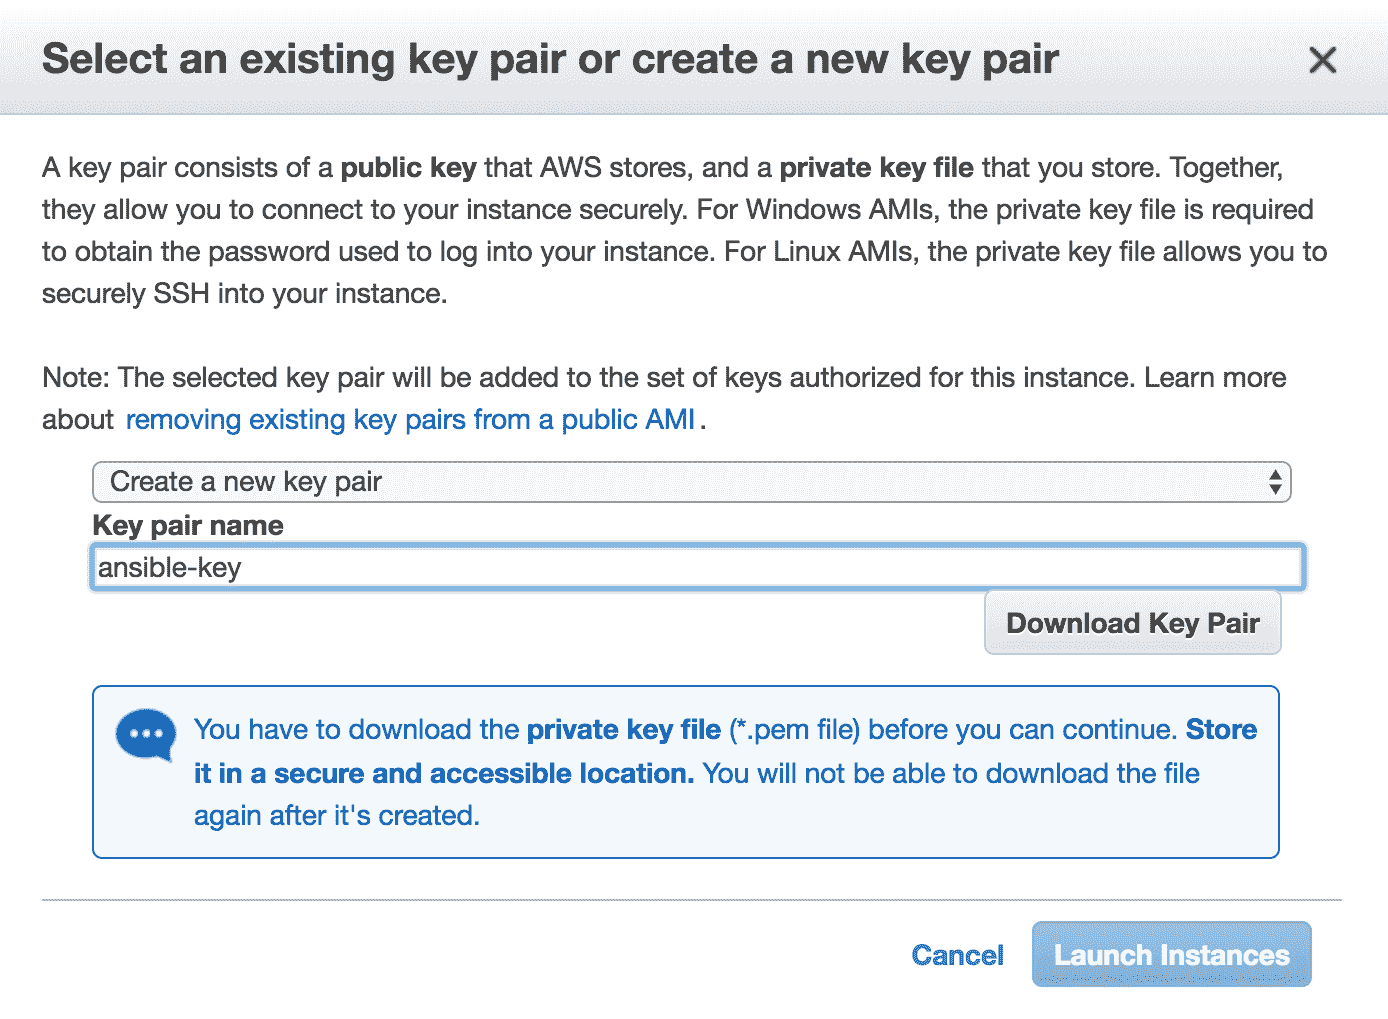 Select an existing key pair or create a new key pair
A key pair consists of a public key that AWS stores, and a private key file that you store. Together,
they allow you to connect to your instance securely. For Windows AMIs, the private key file is required
to obtain the password used to log into your instance. For Linux AMIs, the private key file allows you to
securely SSH into your instance.
Note: The selected key pair will be added to the set of keys authorized for this instance. Learn more
about removing existing key pairs from a public AMI.
Create a new key pair
Key pair name
ansible-key
Download Key Pair
You have to download the private key file (*.pem file) before you can continue. Store
it in a secure and accessible location. You will not be able to download the file
again after it's created.
Cancel Launch Instances